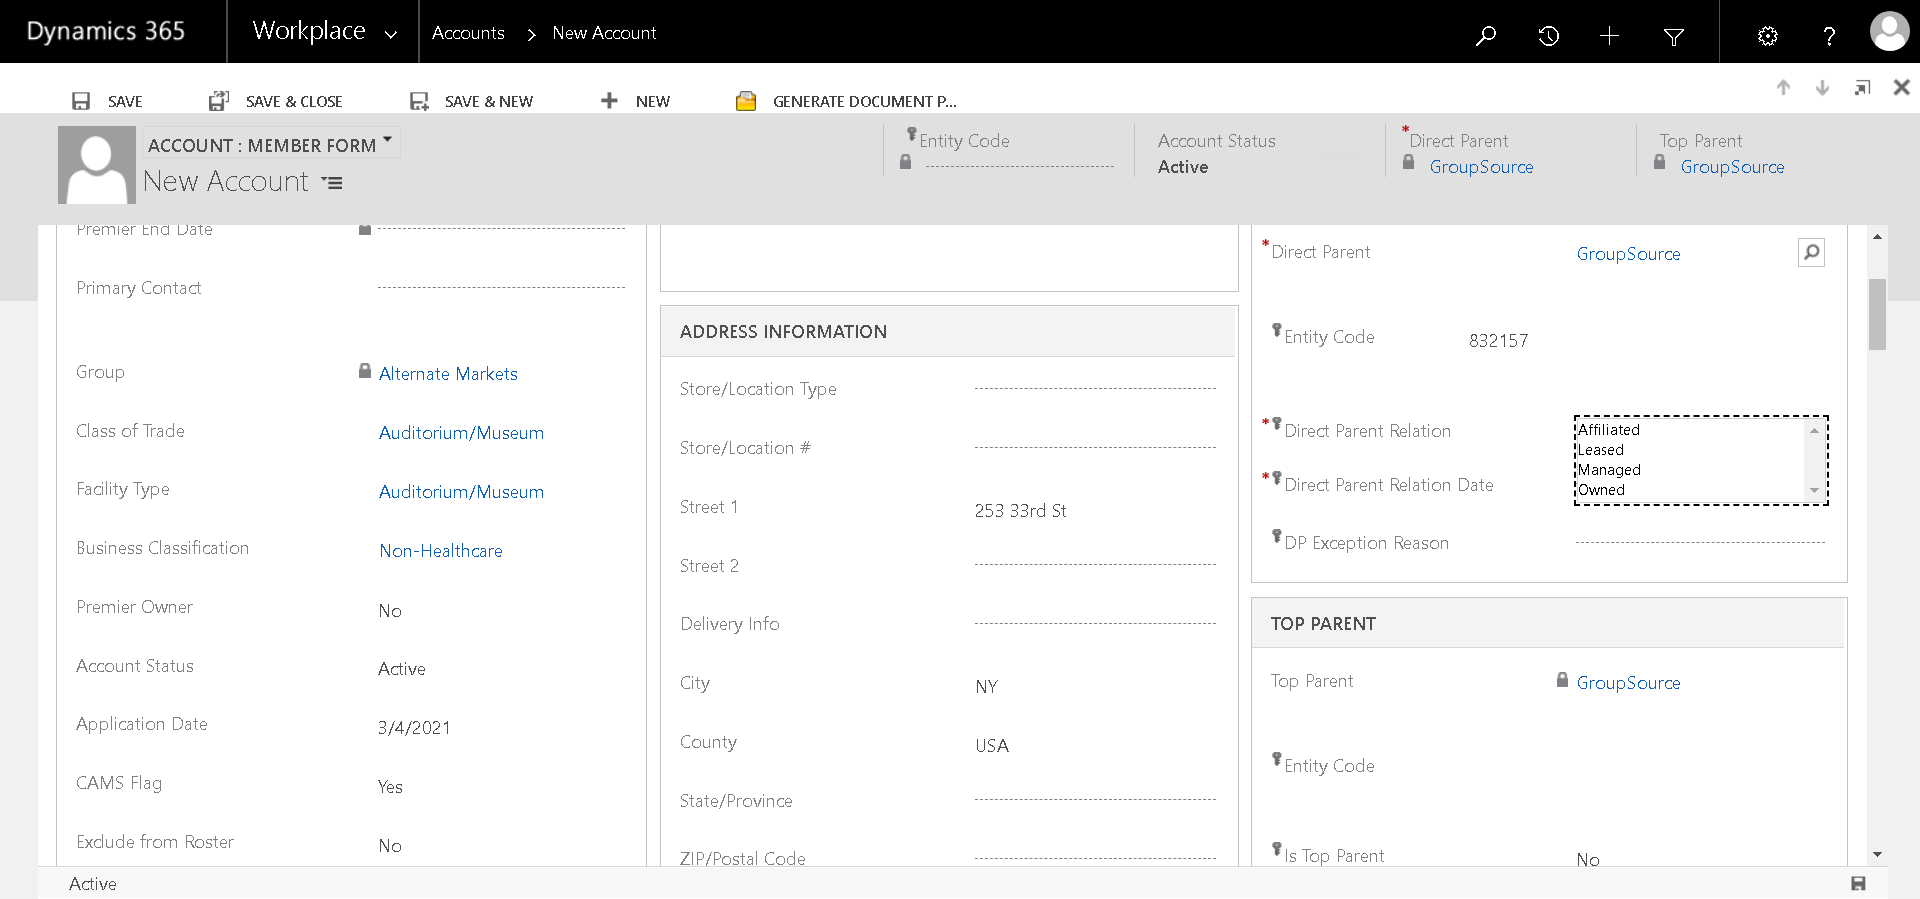 Dynamics 365
Workplace
Accounts > New Account
?
SAVE
SAVE & CLOSE
SAVE & NEW
NEW
GENERATE DOCUMENT P...
ACCOUNT : MEMBER FORM
New Account
Entity Code
Account Status
Active
*Direct Parent
GroupSource
Top Parent
GroupSource
Premier End Date
Primary Contact
Group
Alternate Markets
Class of Trade
Auditorium/Museum
Facility Type
Auditorium/Museum
Business Classification
Non-Healthcare
Premier Owner
No
Account Status
Active
Application Date
3/4/2021
CAMS Flag
Yes
Exclude from Roster
No
ADDRESS INFORMATION
Store/Location Type
Store/Location #
Street 1
253 33rd St
Street 2
Delivery Info
City
NY
County
USA
State/Province
ZIP/Postal Code
*Direct Parent
GroupSource
Entity Code
832157
*Direct Parent Relation
Affiliated
Leased
Managed
Owned
*Direct Parent Relation Date
DP Exception Reason
TOP PARENT
Top Parent
GroupSource
Entity Code
Is Top Parent
No
Active